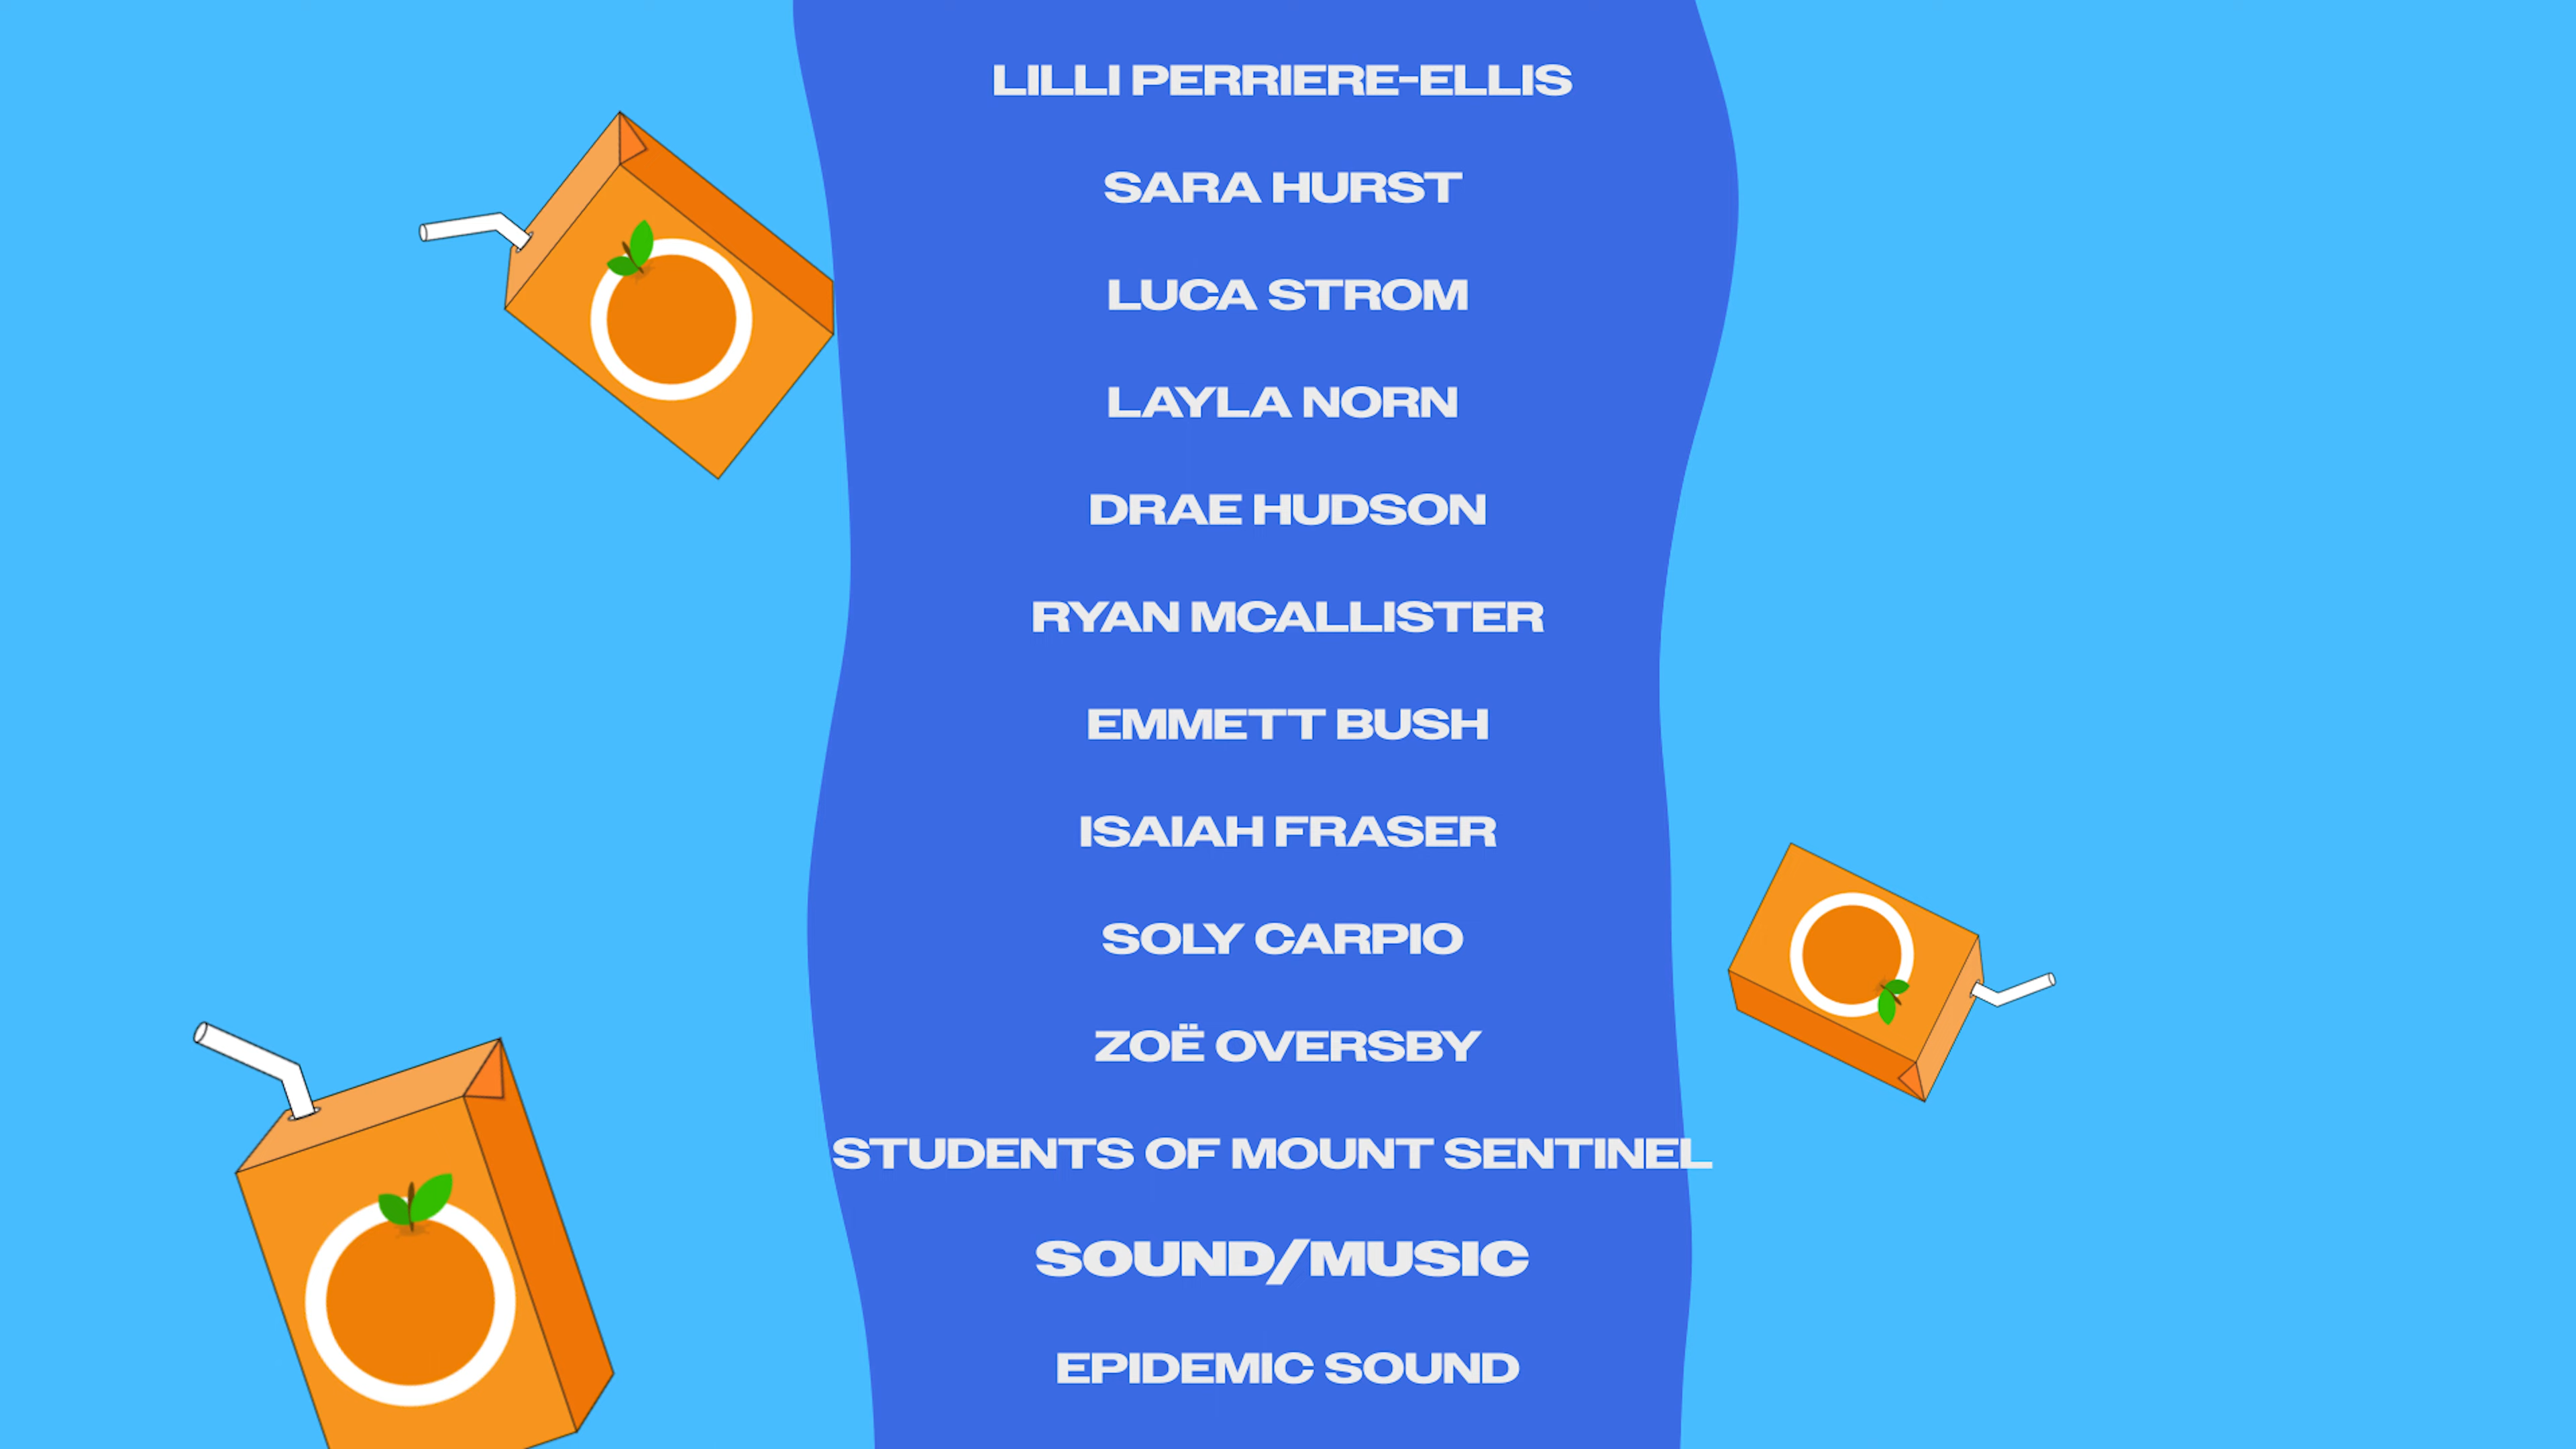 LILLI PERRIERE-ELLIS
SARA HURST
LUCA STROM
LAYLA NORN
DRAE HUDSON
RYAN MCALLISTER
EMMETT BUSH
ISAIAH FRASER
SOLY CARPIO
ZOË OVERSBY
STUDENTS OF MOUNT SENTINEL
SOUND/MUSIC
EPIDEMIC SOUND